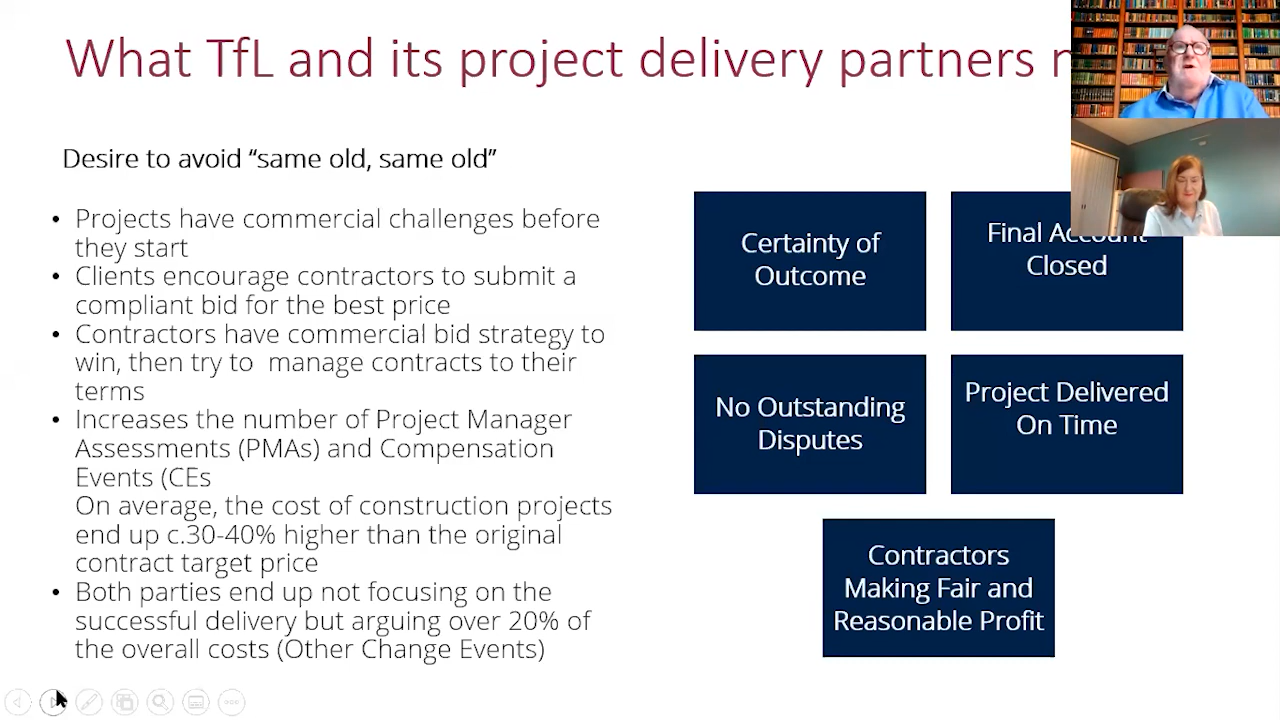 What TfL and its project delivery partners
Desire to avoid “same old, same old”
• Projects have commercial challenges before
they start
• Clients encourage contractors to submit a
compliant bid for the best price
• Contractors have commercial bid strategy to
win, then try to  manage contracts to their
terms
• Increases the number of Project Manager
Assessments (PMAs) and Compensation
Events (CEs
On average, the cost of construction projects
end up c.30-40% higher than the original
contract target price
• Both parties end up not focusing on the
successful delivery but arguing over 20% of
the overall costs (Other Change Events)
Certainty of
Outcome
Final Account
Closed
No Outstanding
Disputes
Project Delivered
On Time
Contractors
Making Fair and
Reasonable Profit